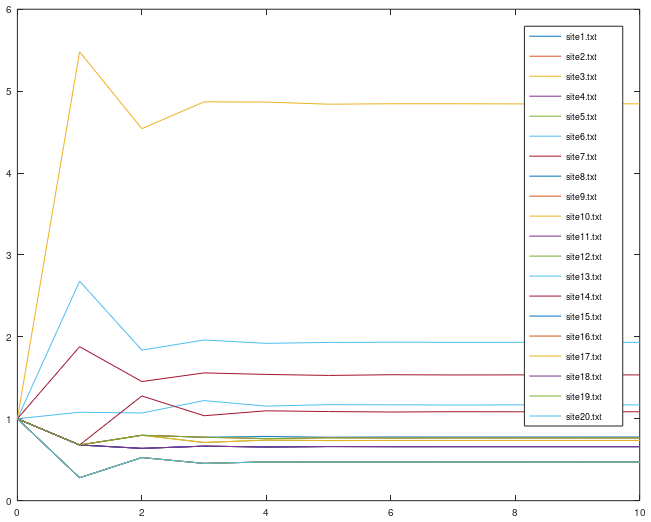 6
5
4
3
2
1
0
0
2
4
6
8
10
site1.txt
site2.txt
site3.txt
site4.txt
site5.txt
site6.txt
site7.txt
site8.txt
site9.txt
site10.txt
site11.txt
site12.txt
site13.txt
site14.txt
site15.txt
site16.txt
site17.txt
site18.txt
site19.txt
site20.txt